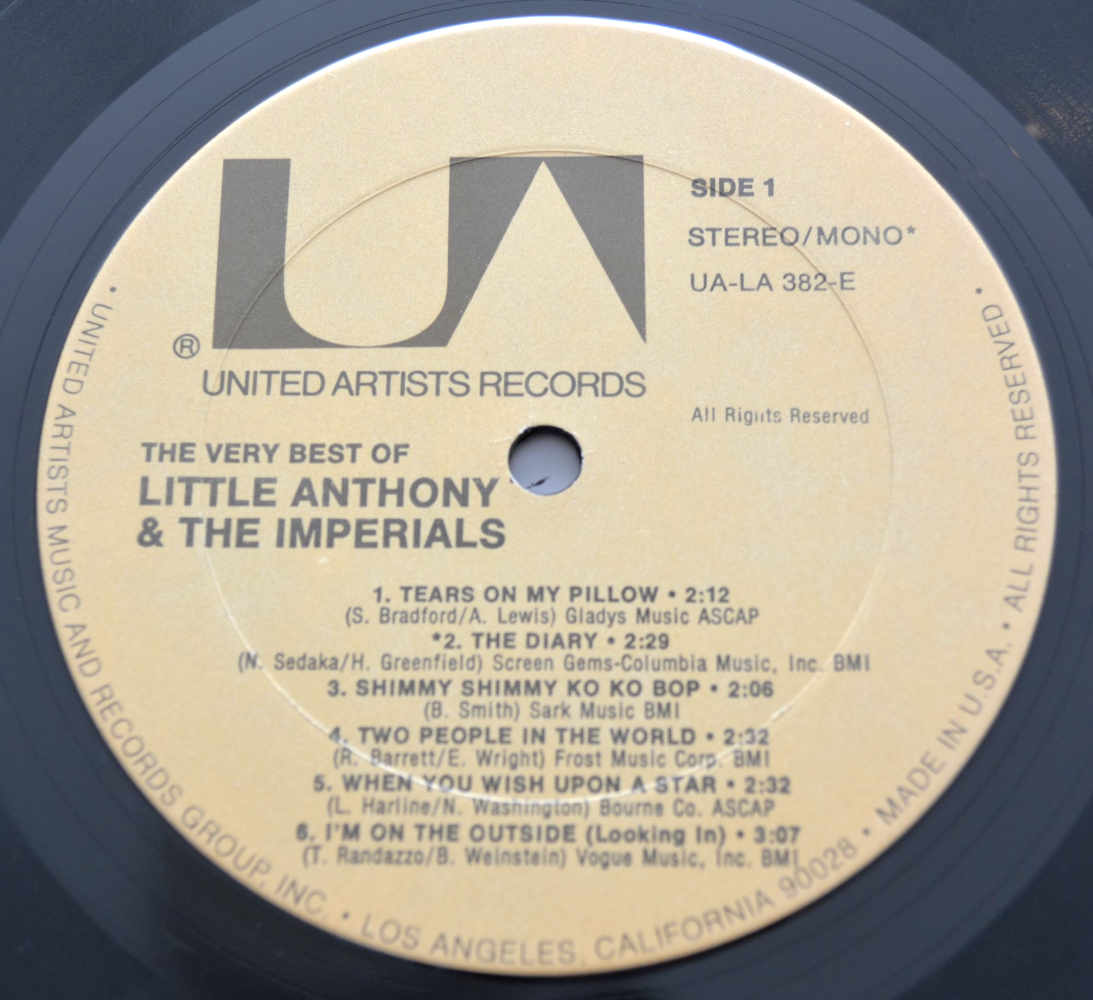 UA
®
UNITED ARTISTS RECORDS
SIDE 1
STEREO/MONO*
UA-LA 382-E
All Rights Reserved
THE VERY BEST OF
LITTLE ANTHONY
& THE IMPERIALS
1. TEARS ON MY PILLOW • 2:12
(S. Bradford/A. Lewis) Gladys Music ASCAP
*2. THE DIARY • 2:29
(N. Sedaka/H. Greenfield) Screen Gems-Columbia Music, Inc. BMI
3. SHIMMY SHIMMY KO KO BOP • 2:06
(B. Smith) Sark Music BMI
4. TWO PEOPLE IN THE WORLD • 2:32
(R. Barrett/E. Wright) Frost Music Corp. BMI
5. WHEN YOU WISH UPON A STAR • 2:32
(L. Harline/N. Washington) Bourne Co. ASCAP
6. I'M ON THE OUTSIDE (Looking In) • 3:07
(T. Randazzo/B. Weinstein) Vogue Music, Inc. BMI
• UNITED ARTISTS MUSIC AND RECORDS GROUP, INC. • LOS ANGELES, CALIFORNIA 90028 • MADE IN U.S.A. • ALL RIGHTS RESERVED •